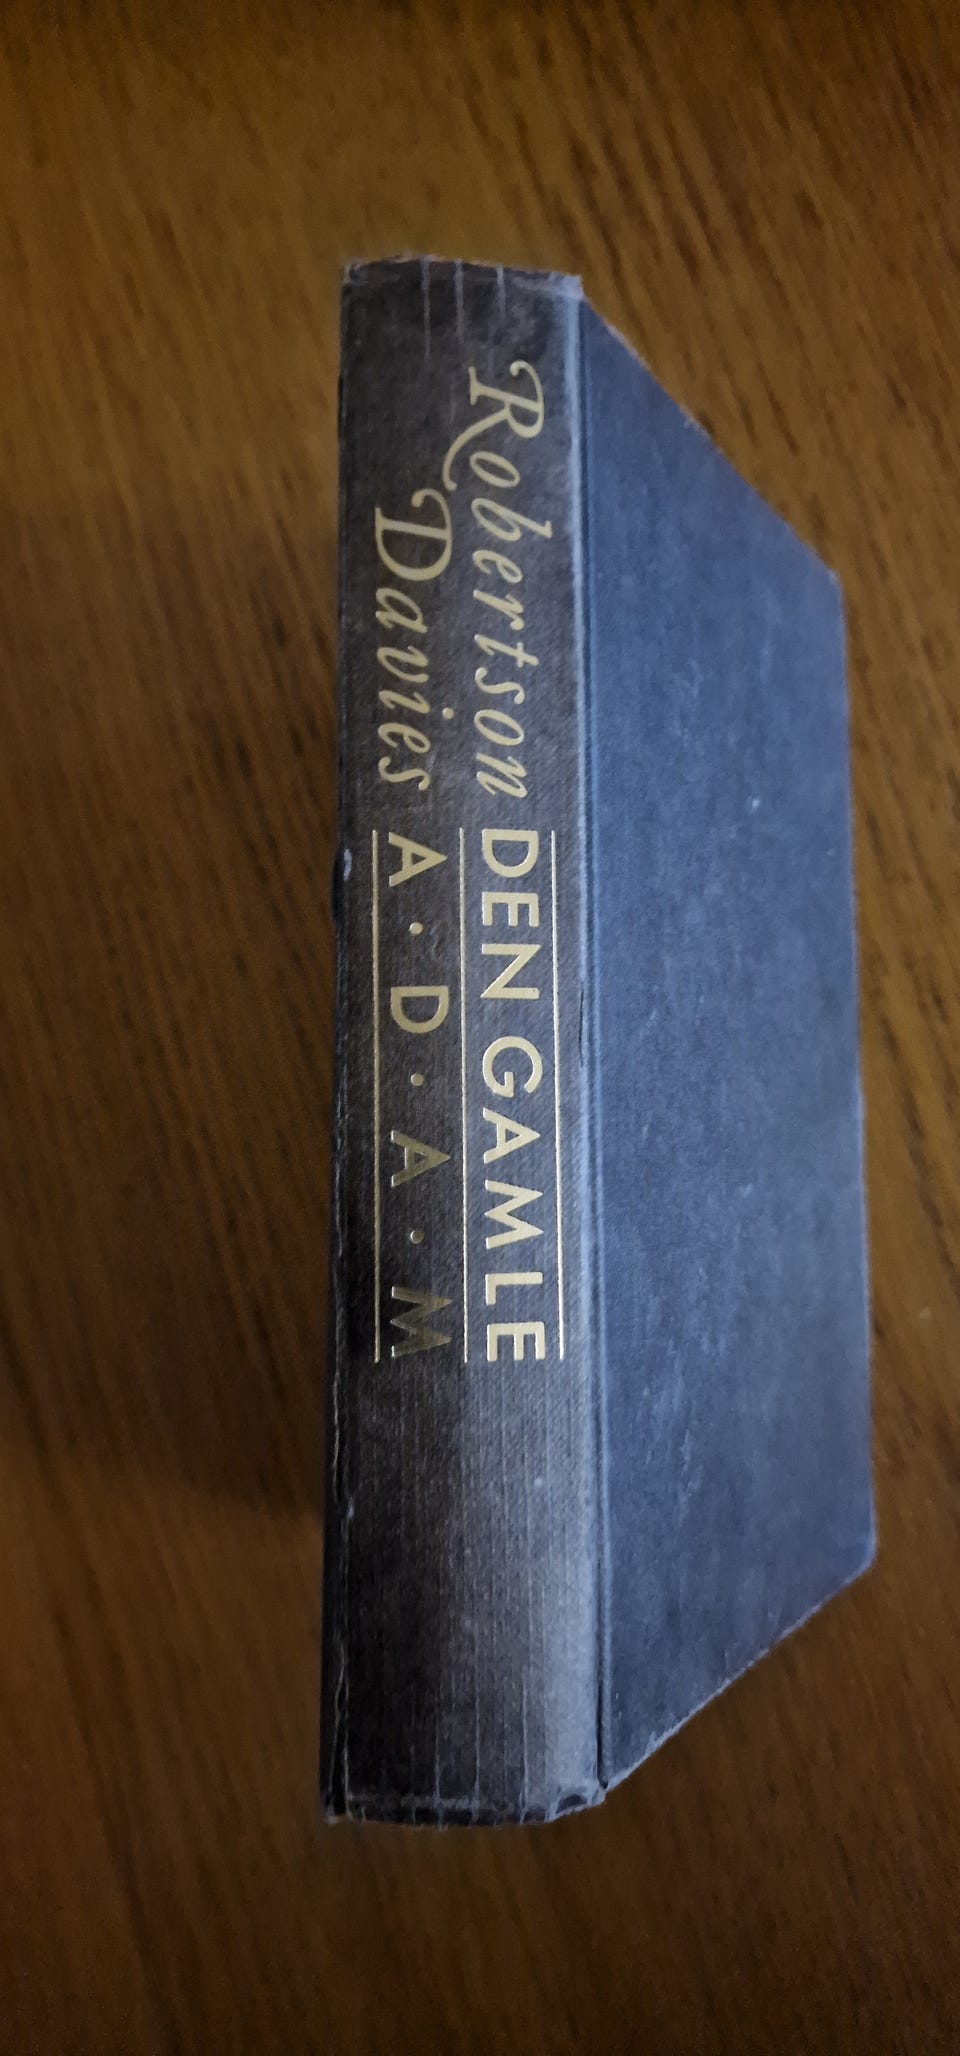 Robertson
Davies
DEN GAMLE
A·D·A·M